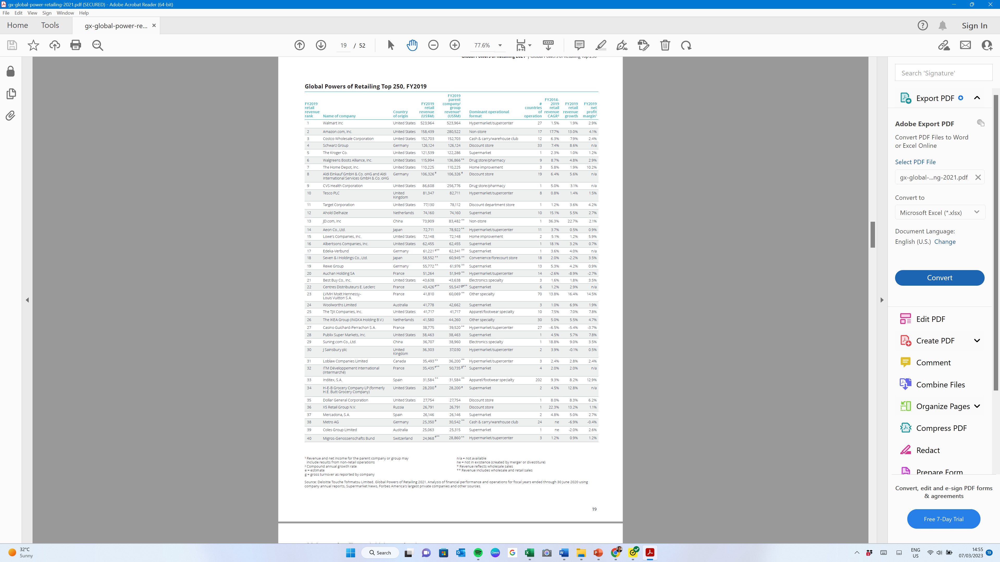 gx-global-power-retailing-2021.pdf (SECURED) - Adobe Acrobat Reader (64-bit)
File Edit View Sign Window Help
Home Tools gx-global-power-re... × Sign In
19 / 52 77.6%
Global Powers of Retailing 2021 | Global Powers of Retailing Top 250
Global Powers of Retailing Top 250, FY2019
FY2019 retail revenue rank Name of company Country of origin FY2019 retail revenue (US$M) FY2019 parent company/ group revenue¹ (US$M) Dominant operational format # countries of operation FY2014-2019 retail revenue CAGR² FY2019 retail revenue growth FY2019 net profit margin¹
1 Walmart Inc United States 523,964 523,964 Hypermarket/supercenter 27 1.5% 1.9% 2.9%
2 Amazon.com, Inc. United States 158,439 280,522 Non-store 17 17.7% 13.0% 4.1%
3 Costco Wholesale Corporation United States 152,703 152,703 Cash & carry/warehouse club 12 6.3% 7.9% 2.4%
4 Schwarz Group Germany 126,124 126,124 Discount store 33 7.4% 8.6% n/a
5 The Kroger Co. United States 121,539 122,286 Supermarket 1 2.3% 1.0% 1.2%
6 Walgreens Boots Alliance, Inc. United States 115,994 136,866 ** Drug store/pharmacy 9 8.7% 4.8% 2.9%
7 The Home Depot, Inc. United States 110,225 110,225 Home improvement 3 5.8% 1.9% 10.2%
8 Aldi Einkauf GmbH & Co. oHG and Aldi Germany 106,326 e 106,326 e Discount store 19 6.4% 5.6% n/a
International Services GmbH & Co. oHG
9 CVS Health Corporation United States 86,608 256,776 Drug store/pharmacy 1 5.0% 3.1% n/a
10 Tesco PLC United 81,347 82,711 Hypermarket/supercenter 8 0.8% 1.4% 1.5%
Kingdom
11 Target Corporation United States 77,130 78,112 Discount department store 1 1.2% 3.6% 4.2%
12 Ahold Delhaize Netherlands 74,160 74,160 Supermarket 10 15.1% 5.5% 2.7%
13 JD.com, Inc China 73,909 83,482 ** Non-store 1 36.3% 22.7% 2.1%
14 Aeon Co., Ltd. Japan 72,711 78,922 ** Hypermarket/supercenter 11 3.7% 0.5% 0.9%
15 Lowe's Companies, Inc. United States 72,148 72,148 Home improvement 2 5.1% 1.2% 5.9%
16 Albertsons Companies, Inc. United States 62,455 62,455 Supermarket 1 18.1% 3.2% 0.7%
17 Edeka-Verbund Germany 61,221 e** 62,341 ** Supermarket 1 3.6% 4.0% n/a
18 Seven & i Holdings Co., Ltd. Japan 58,552 ** 60,945 ** Convenience/forecourt store 18 2.0% -2.2% 3.5%
19 Rewe Group Germany 55,772 ** 61,976 ** Supermarket 13 5.3% 4.2% 0.9%
20 Auchan Holding SA France 51,264 51,949 ** Hypermarket/supercenter 14 -2.6% -8.9% -2.7%
21 Best Buy Co., Inc. United States 43,638 43,638 Electronics specialty 3 1.6% 1.8% 3.5%
22 Centres Distributeurs E. Leclerc France 43,426 e** 55,547 ge** Supermarket 6 1.2% 2.9% n/a
23 LVMH Moët Hennessy- France 41,810 60,069 ** Other specialty 70 13.8% 16.4% 14.5%
Louis Vuitton S.A.
24 Woolworths Limited Australia 41,778 42,662 Supermarket 3 1.0% 6.9% 1.9%
25 The TJX Companies, Inc. United States 41,717 41,717 Apparel/footwear specialty 10 7.5% 7.0% 7.8%
26 The IKEA Group (INGKA Holding B.V.) Netherlands 41,580 44,260 Other specialty 30 5.0% 5.5% 4.7%
27 Casino Guichard-Perrachon S.A. France 38,775 39,520 ** Hypermarket/supercenter 27 -6.5% -5.4% -3.7%
28 Publix Super Markets, Inc. United States 38,463 38,463 Supermarket 1 4.5% 5.7% 7.8%
29 Suning.com Co., Ltd. China 36,707 38,960 Electronics specialty 1 18.8% 9.0% 3.5%
30 J Sainsbury plc United 36,303 37,030 Hypermarket/supercenter 2 3.9% -0.1% 0.5%
Kingdom
31 Loblaw Companies Limited Canada 35,493 ** 36,200 ** Hypermarket/supercenter 3 2.4% 2.8% 2.4%
32 ITM Développement International France 35,435 e** 50,735 g** Supermarket 4 2.0% 2.0% n/a
(Intermarché)
33 Inditex, S.A. Spain 31,584 ** 31,584 ** Apparel/footwear specialty 202 9.3% 8.2% 12.9%
34 H-E-B Grocery Company LP (formerly United States 28,200 e 28,200 e Supermarket 2 4.5% 12.8% n/a
H.E. Butt Grocery Company)
35 Dollar General Corporation United States 27,754 27,754 Discount store 1 8.0% 8.3% 6.2%
36 X5 Retail Group N.V. Russia 26,791 26,791 Discount store 1 22.3% 13.2% 1.1%
37 Mercadona, S.A. Spain 26,146 26,146 Supermarket 2 4.8% 5.0% 2.7%
38 Metro AG Germany 25,350 e 30,542 ** Cash & carry/warehouse club 24 ne -6.9% -0.4%
39 Coles Group Limited Australia 25,063 25,315 Supermarket 1 ne -2.0% 2.6%
40 Migros-Genossenschafts Bund Switzerland 24,968 e** 28,860 ** Hypermarket/supercenter 3 1.2% 0.9% 1.2%
¹ Revenue and net income for the parent company or group may
include results from non-retail operations
² Compound annual growth rate
e = estimate
g = gross turnover as reported by company
n/a = not available
ne = not in existence (created by merger or divestiture)
* Revenue reflects wholesale sales
** Revenue includes wholesale and retail sales
Source: Deloitte Touche Tohmatsu Limited. Global Powers of Retailing 2021. Analysis of financial performance and operations for fiscal years ended through 30 June 2020 using
company annual reports, Supermarket News, Forbes America's largest private companies and other sources.
19
Search 'Signature'
Export PDF
Adobe Export PDF
Convert PDF Files to Word
or Excel Online
Select PDF File
gx-global-...ng-2021.pdf
Convert to
Microsoft Excel (*.xlsx)
Document Language:
English (U.S.) Change
Convert
Edit PDF
Create PDF
Comment
Combine Files
Organize Pages
Compress PDF
Redact
Prepare Form
Convert, edit and e-sign PDF forms
& agreements
Free 7-Day Trial
32°C
Sunny
Search
ENG
US
14:55
07/03/2023
19